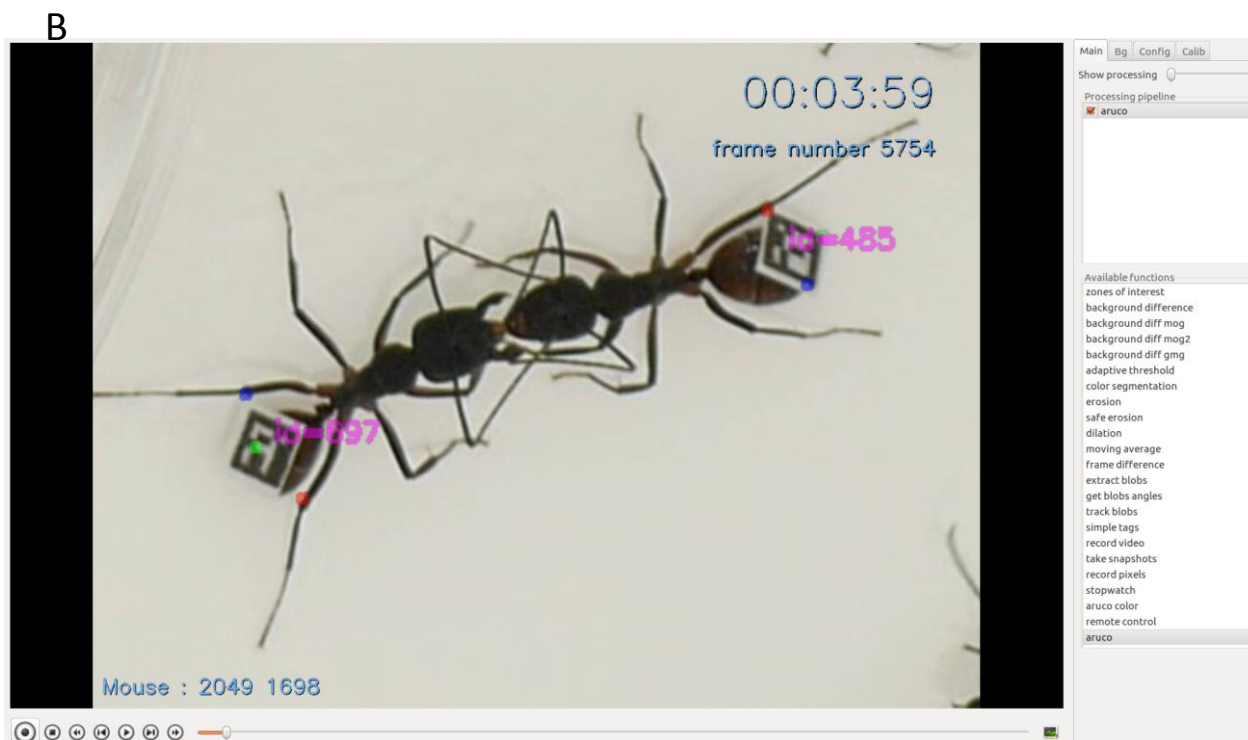 B
00:03:59
frame number 5754
id=485
id=697
Mouse : 2049 1698
Main Bg Config Calib
Show processing
Processing pipeline
aruco
Available functions
zones of interest
background difference
background diff mog
background diff mog2
background diff gmg
adaptive threshold
color segmentation
erosion
safe erosion
dilation
moving average
frame difference
extract blobs
get blobs angles
track blobs
simple tags
record video
take snapshots
record pixels
stopwatch
aruco color
remote control
aruco